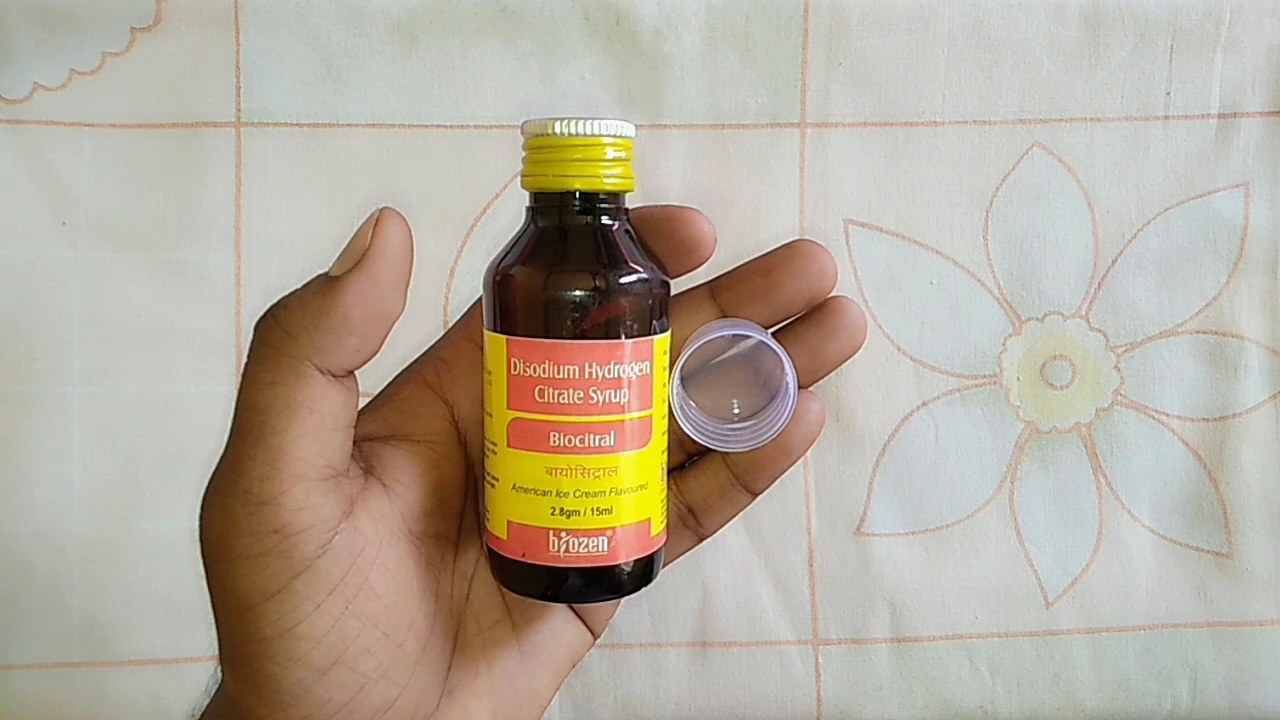 Disodium Hydrogen
Citrate Syrup
Biocitral
बायोसिट्राल
American Ice Cream Flavoured
2.8gm / 15ml
biozen